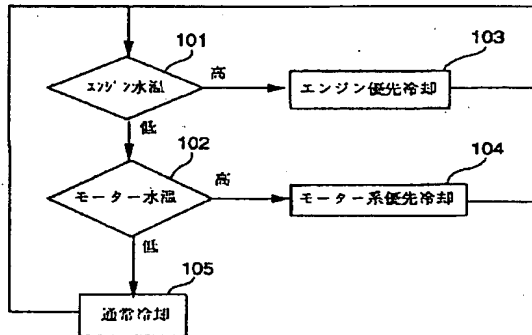 101
エンジン水温
高
103
エンジン優先冷却
低
102
モーター水温
高
104
モーター系優先冷却
低
105
通常冷却